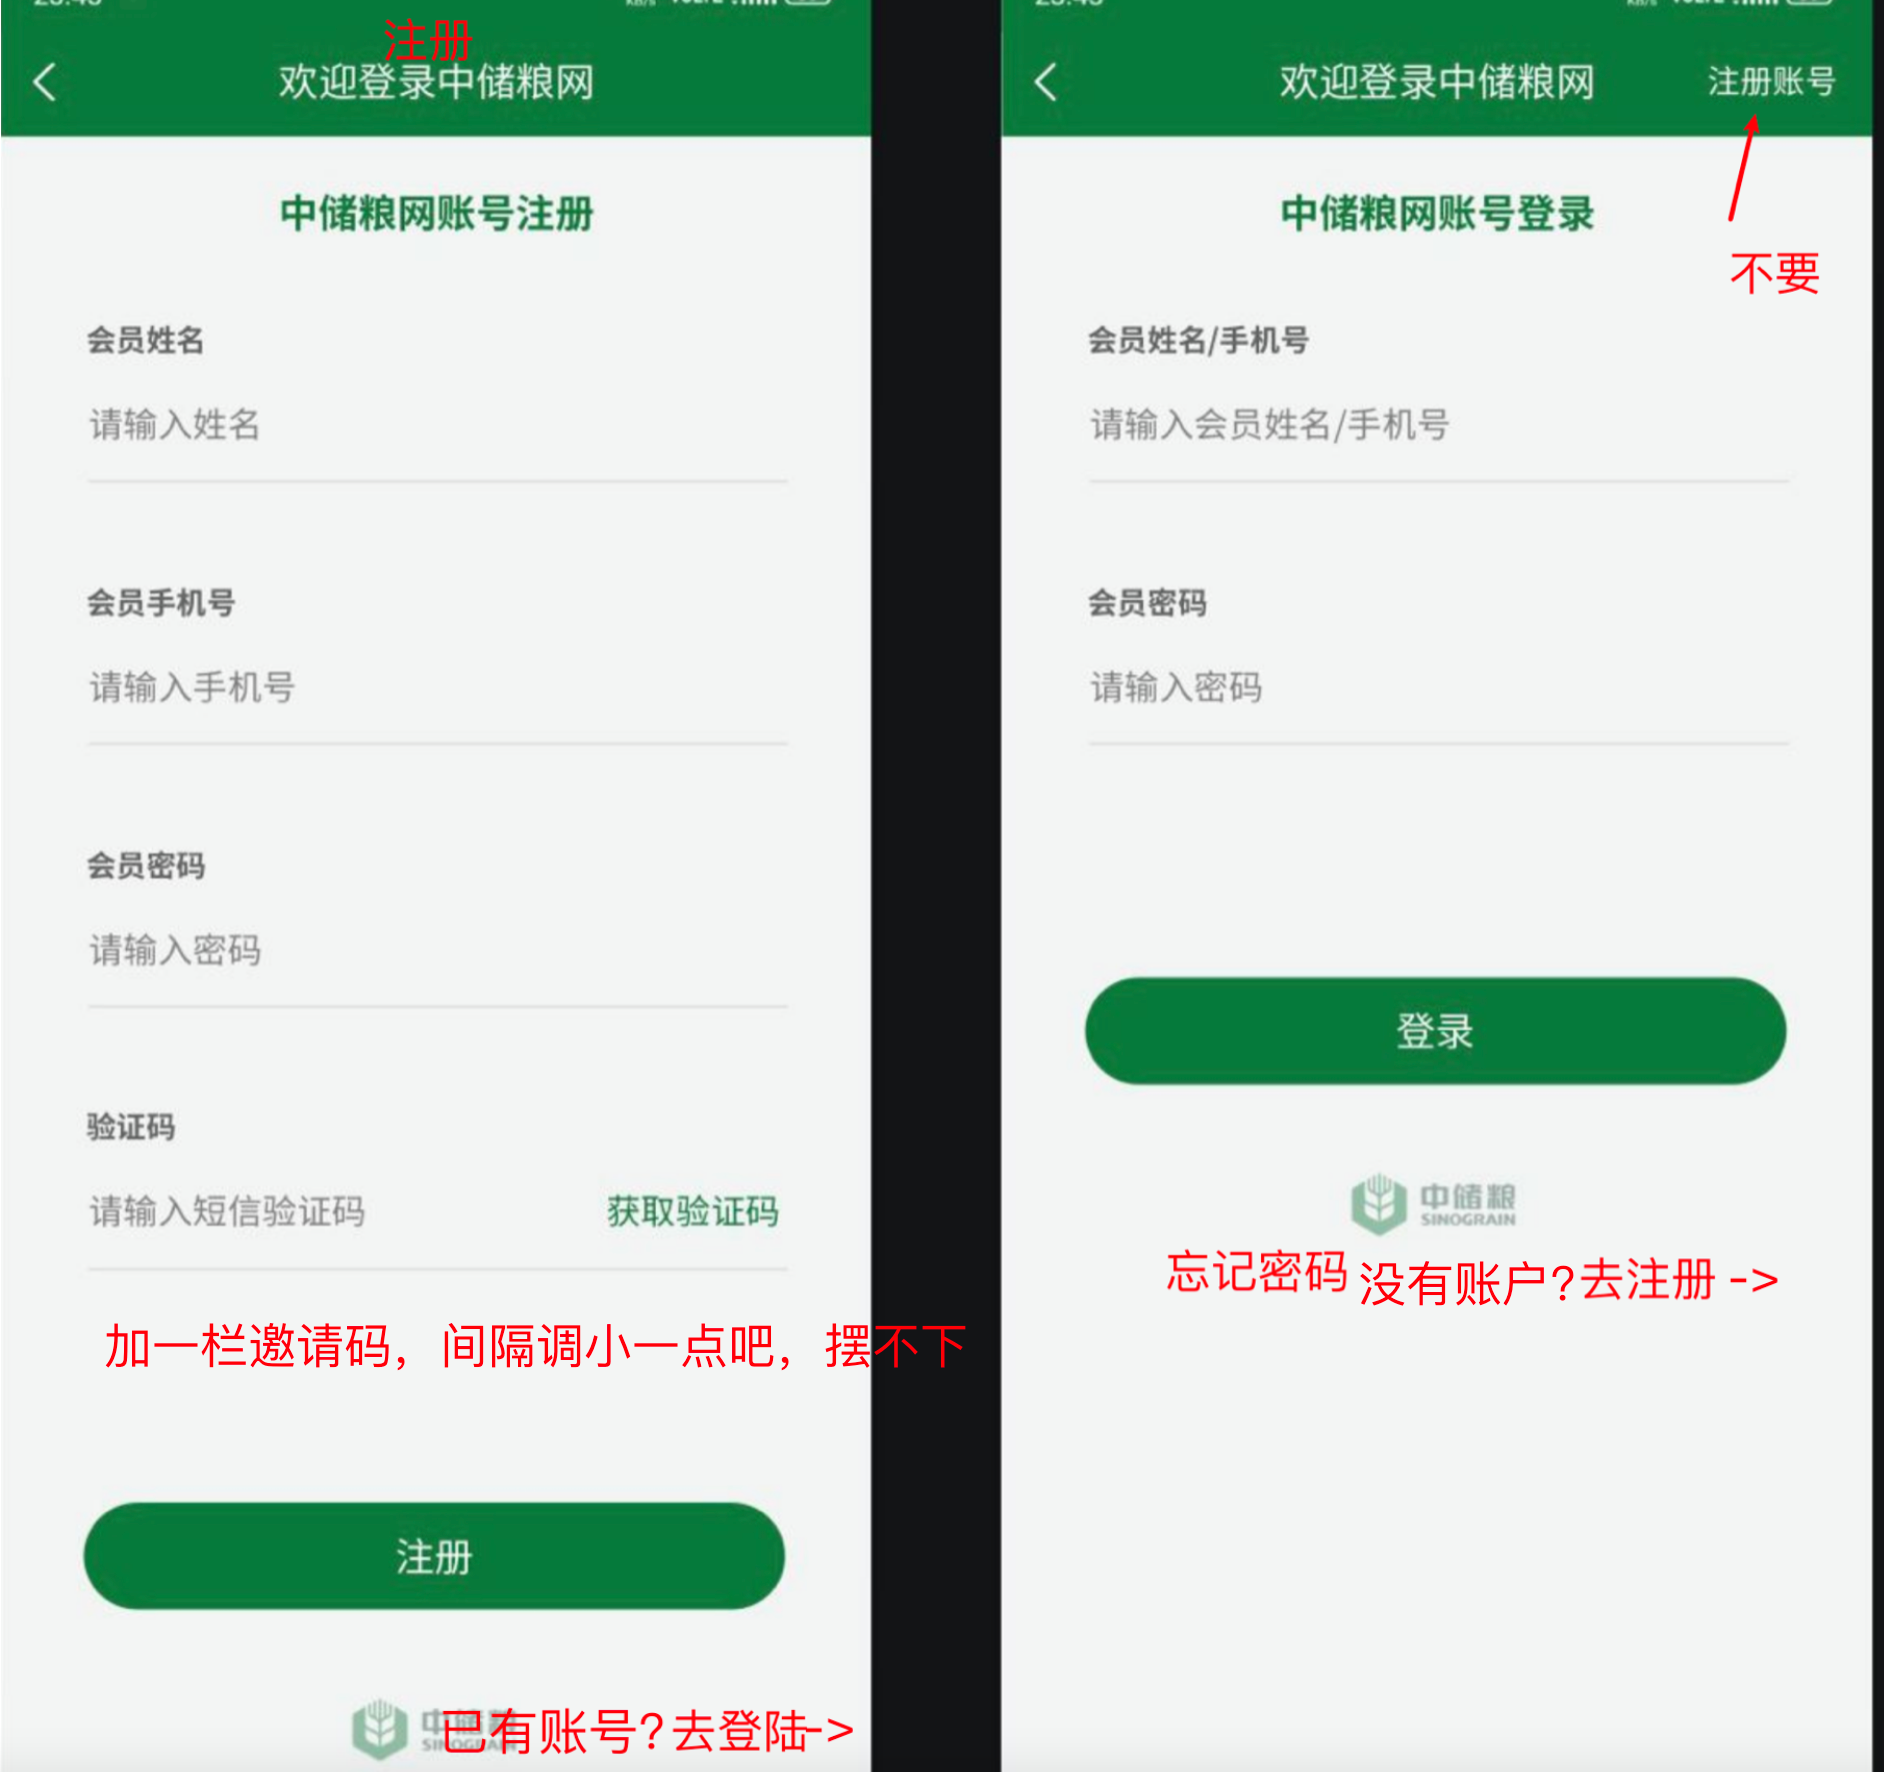 注册
欢迎登录中储粮网
中储粮网账号注册
会员姓名
请输入姓名
会员手机号
请输入手机号
会员密码
请输入密码
验证码
请输入短信验证码 获取验证码
加一栏邀请码，间隔调小一点吧，摆不下
注册
中储粮
SINOGRAIN
已有账号?去登陆->
欢迎登录中储粮网 注册账号
不要
中储粮网账号登录
会员姓名/手机号
请输入会员姓名/手机号
会员密码
请输入密码
登录
中储粮
SINOGRAIN
忘记密码 没有账户?去注册 ->